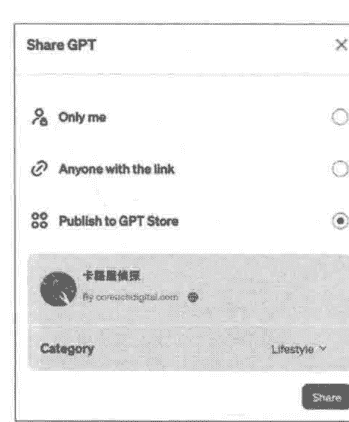 Share GPT
Only me
Anyone with the link
Publish to GPT Store
卡路里偵探
Category
Lifestyle
Share